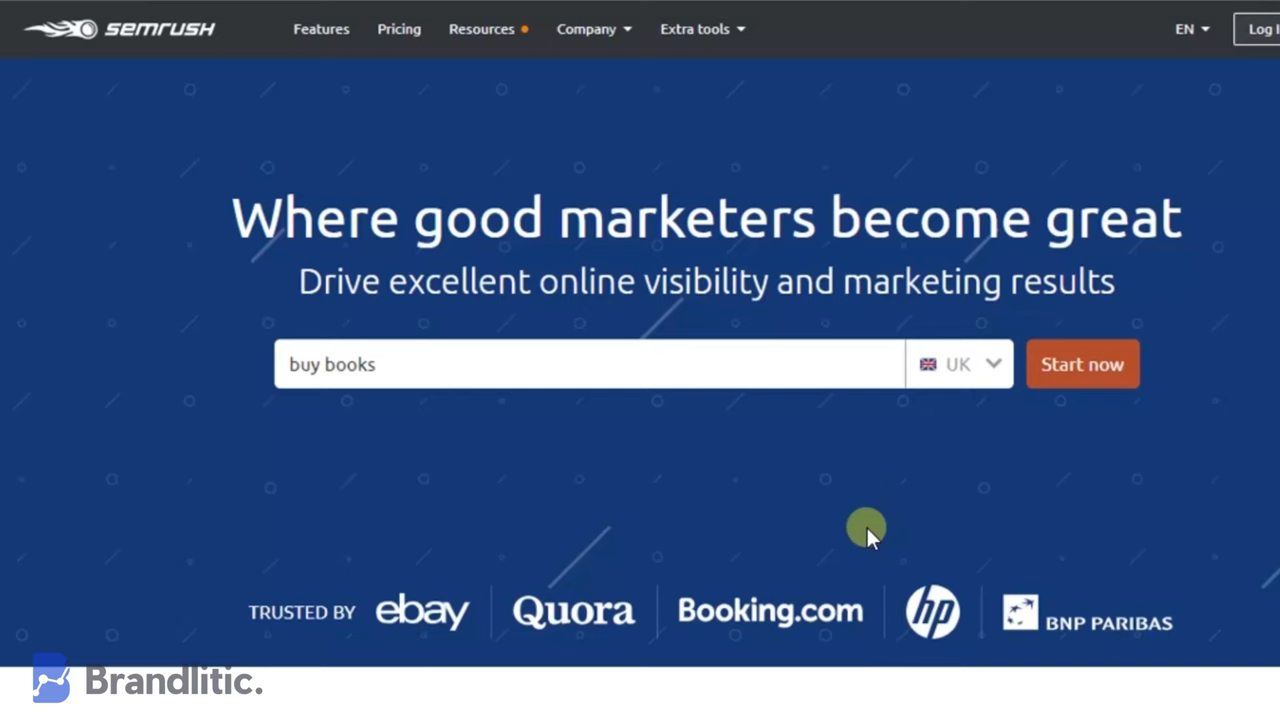 semrush
Features Pricing Resources Company Extra tools EN Log
Where good marketers become great
Drive excellent online visibility and marketing results
buy books UK Start now
TRUSTED BY ebay Quora Booking.com hp BNP PARIBAS
Brandlitic.